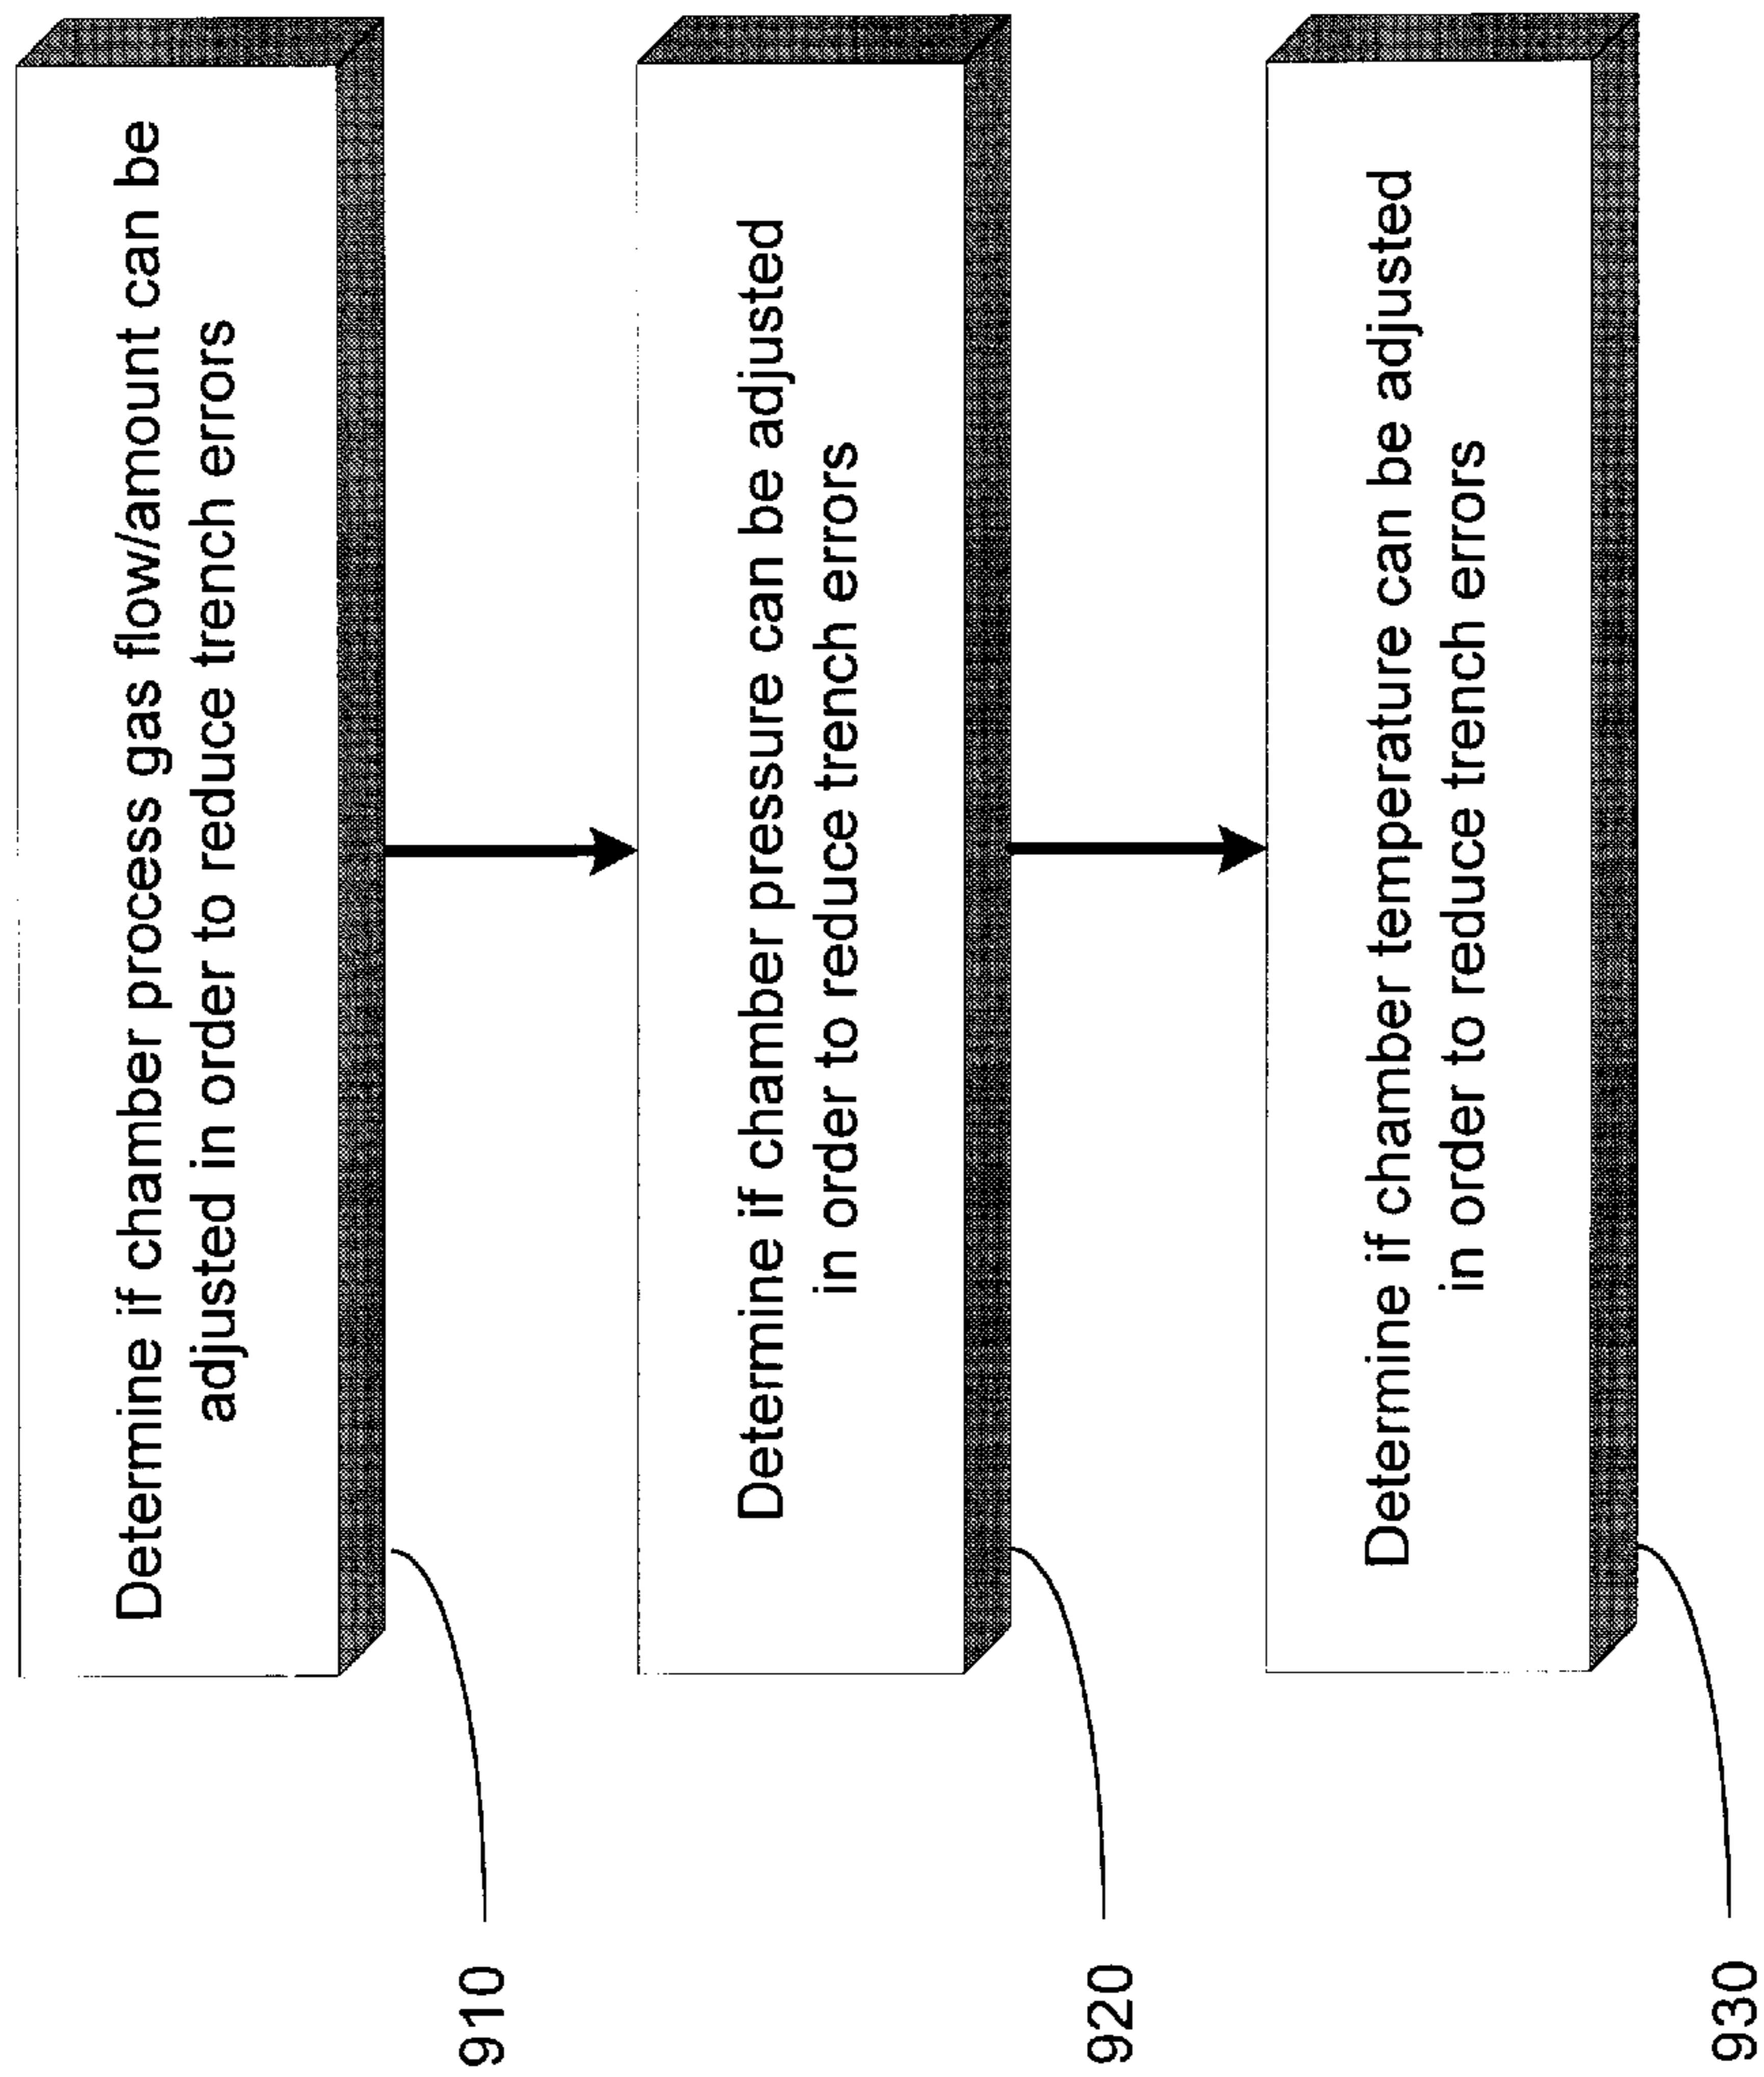 Determine if chamber process gas flow/amount can be
adjusted in order to reduce trench errors
910
Determine if chamber pressure can be adjusted
in order to reduce trench errors
920
Determine if chamber temperature can be adjusted
in order to reduce trench errors
930